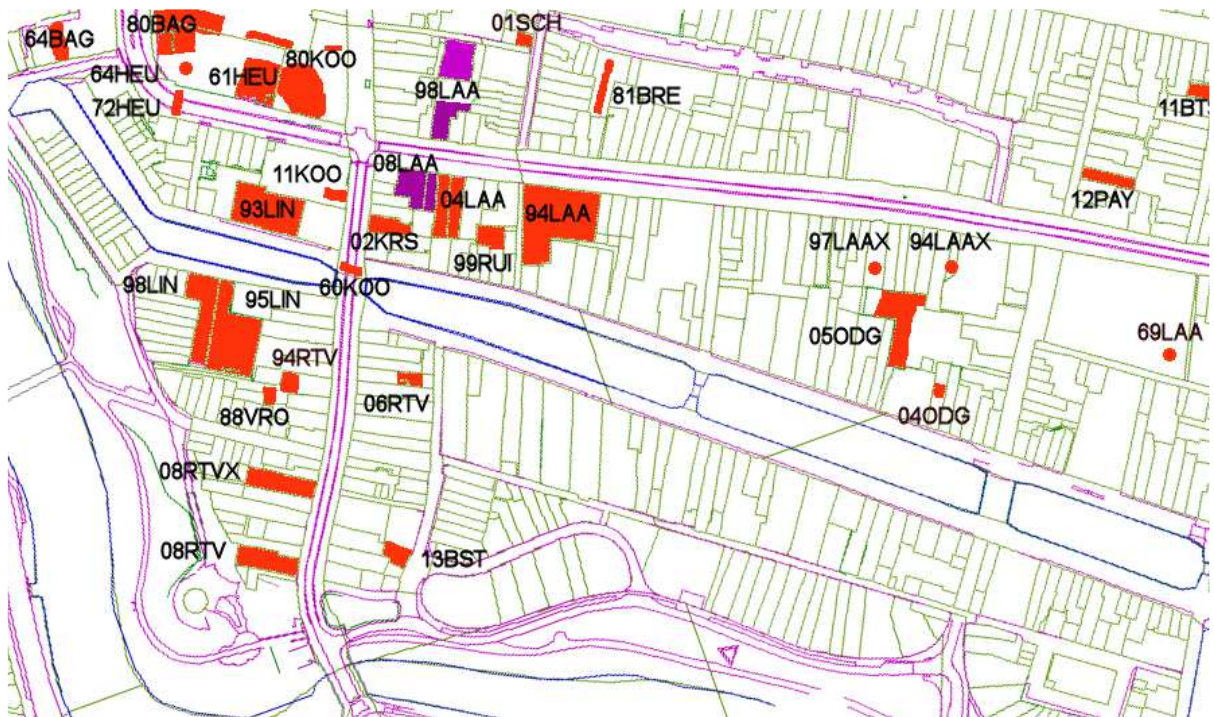 01SCH
80BAG
64BAG
80KOO
64HEU
61HEU
98LAA
81BRE
72HEU
11BT
08LAA
11KOO
04LAA
12PAY
93LIN
94LAA
02KRS
97LAAX
94LAAX
99RUI
98LIN
60KOO
95LIN
69LAA
05ODG
94RTV
06RTV
88VRO
04ODG
08RTVX
08RTV
13BST